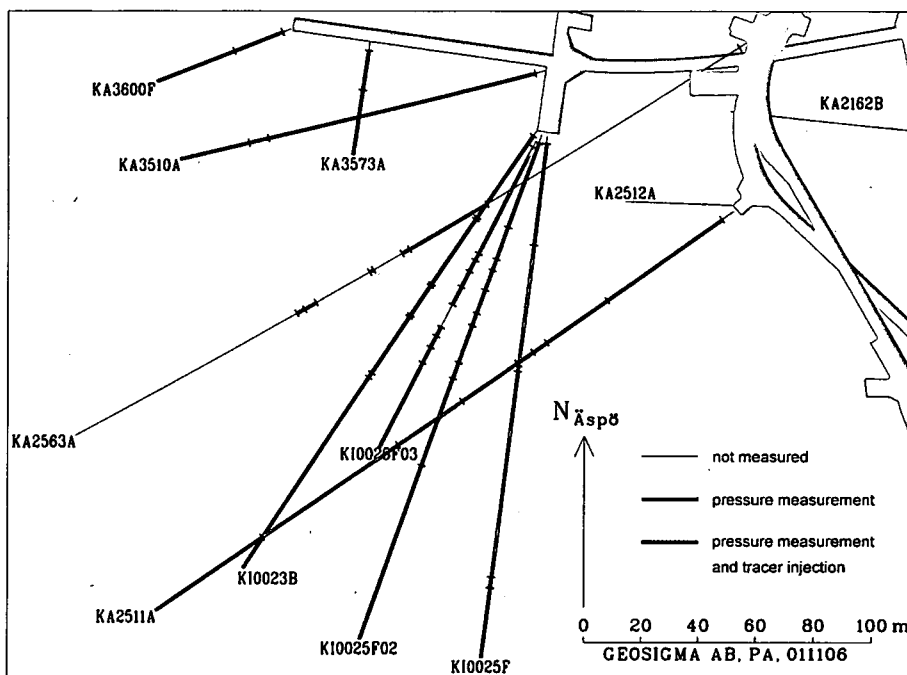 KA3600F
KA3510A
KA3573A
KA2162B
KA2512A
KA2563A
KI0025F03
KI0023B
KA2511A
KI0025F02
KI0025F
N Äspö
not measured
pressure measurement
pressure measurement
and tracer injection
0 20 40 60 80 100 m
GEOSIGMA AB, PA, 011106